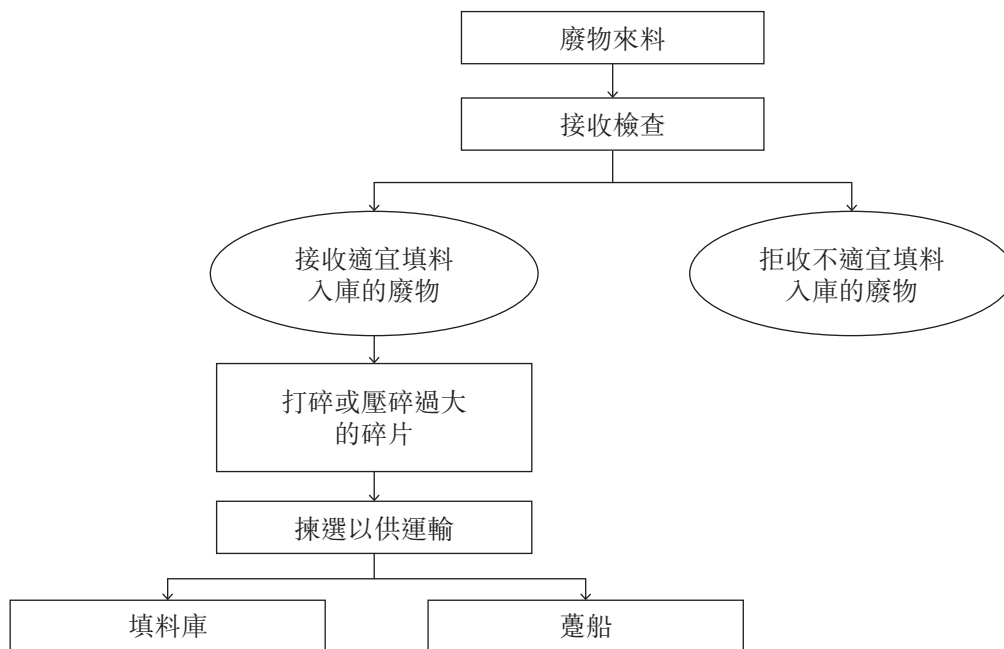 廢物來料
接收檢查
接收適宜填料
入庫的廢物
拒收不適宜填料
入庫的廢物
打碎或壓碎過大
的碎片
揀選以供運輸
填料庫
躉船